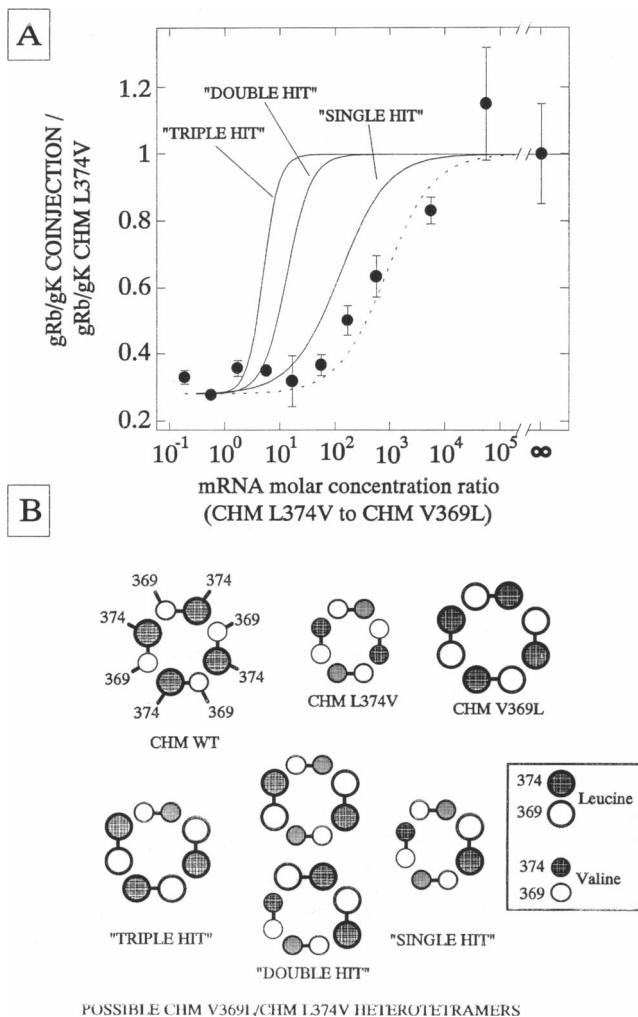 A
gRb/gK COINJECTION /
gRb/gK CHM L374V
1.2
1
0.8
0.6
0.4
0.2
"DOUBLE HIT"
"SINGLE HIT"
"TRIPLE HIT"
10-1 100 101 102 103 104 105 ∞
mRNA molar concentration ratio
(CHM L374V to CHM V369L)
B
369 374
374 369
369 374
374 369
CHM WT
CHM L374V
CHM V369L
"TRIPLE HIT"
"DOUBLE HIT"
"SINGLE HIT"
374 Leucine
369
374 Valine
369
POSSIBLE CHM V369L/CHM L374V HETEROTETRAMERS